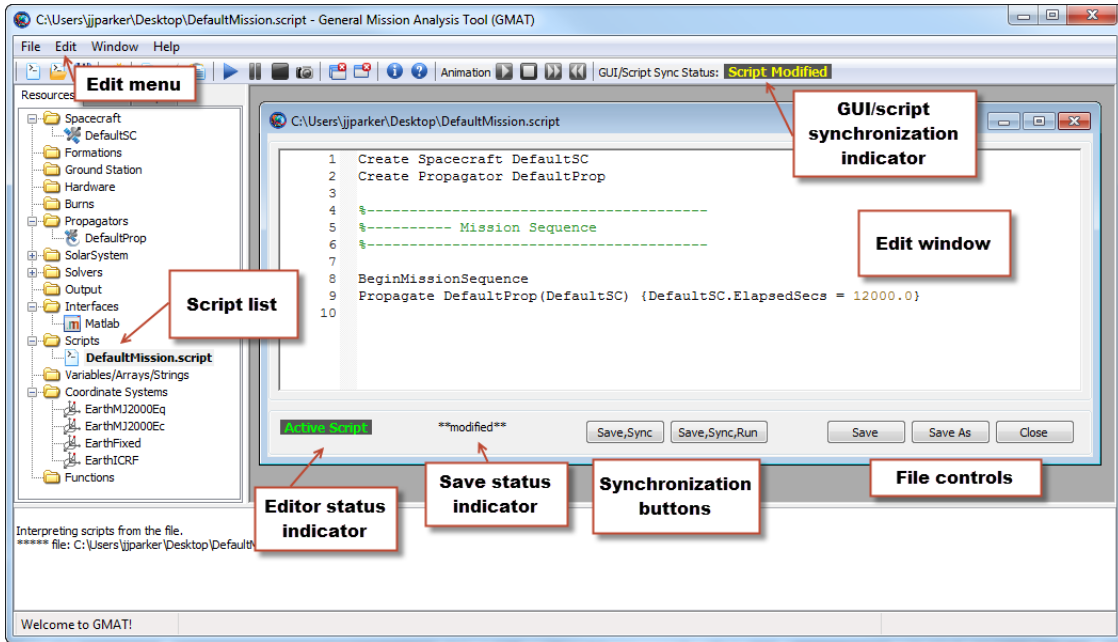 C:\Users\jjparker\Desktop\DefaultMission.script - General Mission Analysis Tool (GMAT)
File Edit Window Help
Animation GUI/Script Sync Status: Script Modified
Edit menu
Resources
GUI/script
synchronization
indicator
Spacecraft
DefaultSC
Formations
Ground Station
Hardware
Burns
Propagators
DefaultProp
SolarSystem
Solvers
Output
Interfaces
Matlab
Scripts
DefaultMission.script
Variables/Arrays/Strings
Coordinate Systems
EarthMJ2000Eq
EarthMJ2000Ec
EarthFixed
EarthICRF
Functions
Script list
C:\Users\jjparker\Desktop\DefaultMission.script
1 Create Spacecraft DefaultSC
2 Create Propagator DefaultProp
3
4 %----------------------------------------
5 %---------- Mission Sequence
6 %----------------------------------------
7
8 BeginMissionSequence
9 Propagate DefaultProp(DefaultSC) {DefaultSC.ElapsedSecs = 12000.0}
10
Edit window
Active Script **modified** Save,Sync Save,Sync,Run Save Save As Close
Editor status
indicator
Save status
indicator
Synchronization
buttons
File controls
Interpreting scripts from the file.
***** file: C:\Users\jjparker\Desktop\Default
Welcome to GMAT!